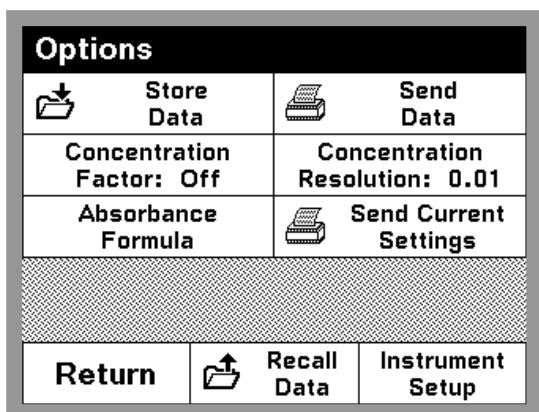 Options
Store
Data
Send
Data
Concentration
Factor: Off
Concentration
Resolution: 0.01
Absorbance
Formula
Send Current
Settings
Return
Recall
Data
Instrument
Setup